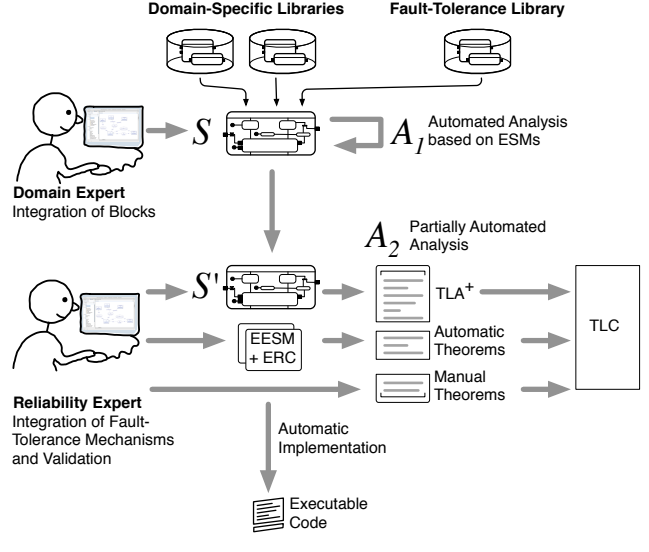 Domain-Specific Libraries
Fault-Tolerance Library
S
A1
Automated Analysis
based on ESMs
Domain Expert
Integration of Blocks
A2
Partially Automated
Analysis
S'
TLA+
TLC
EESM
+ ERC
Automatic
Theorems
Manual
Theorems
Reliability Expert
Integration of Fault-
Tolerance Mechanisms
and Validation
Automatic
Implementation
Executable
Code